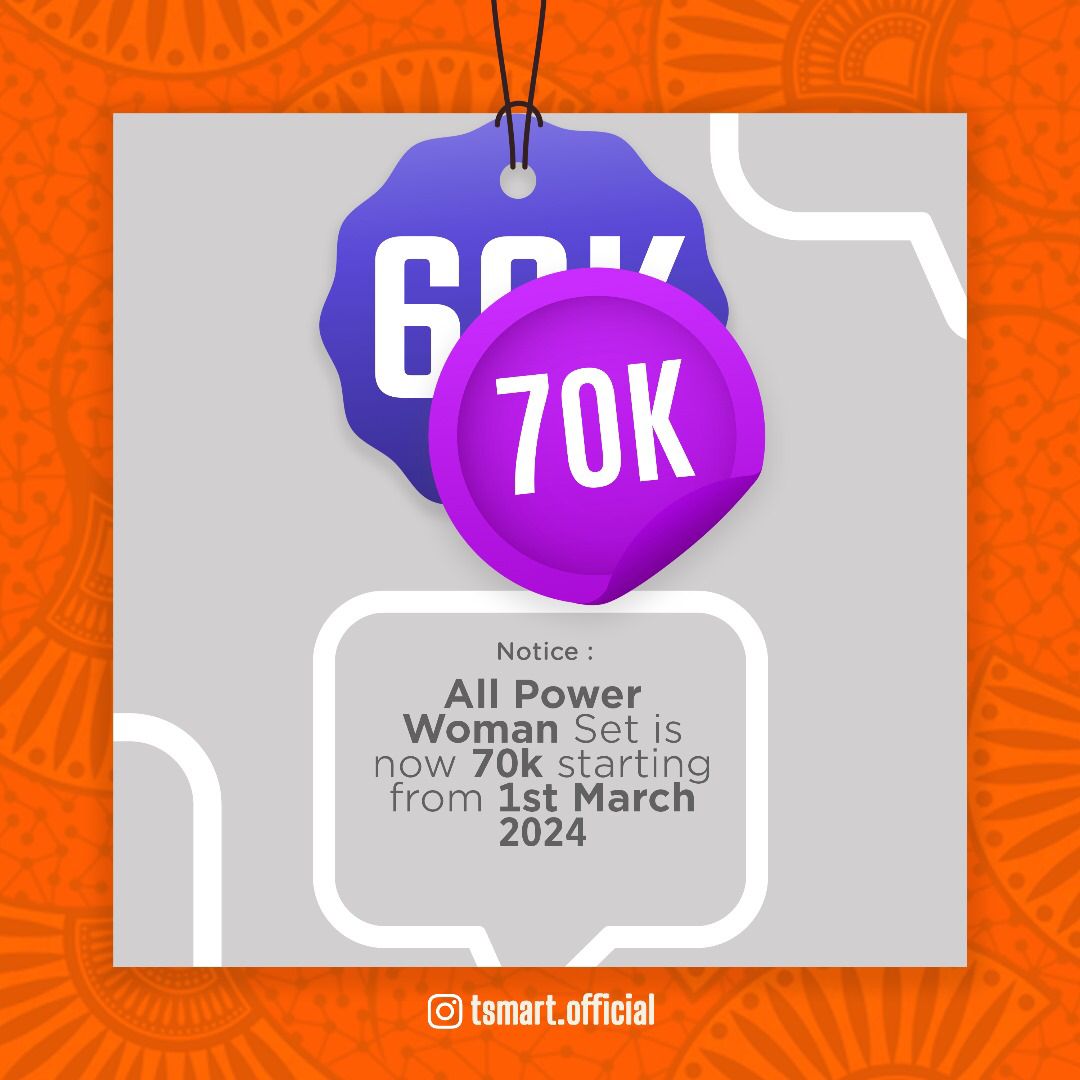 70K
Notice :
All Power
Woman Set is
now 70k starting
from 1st March
2024
tsmart.official